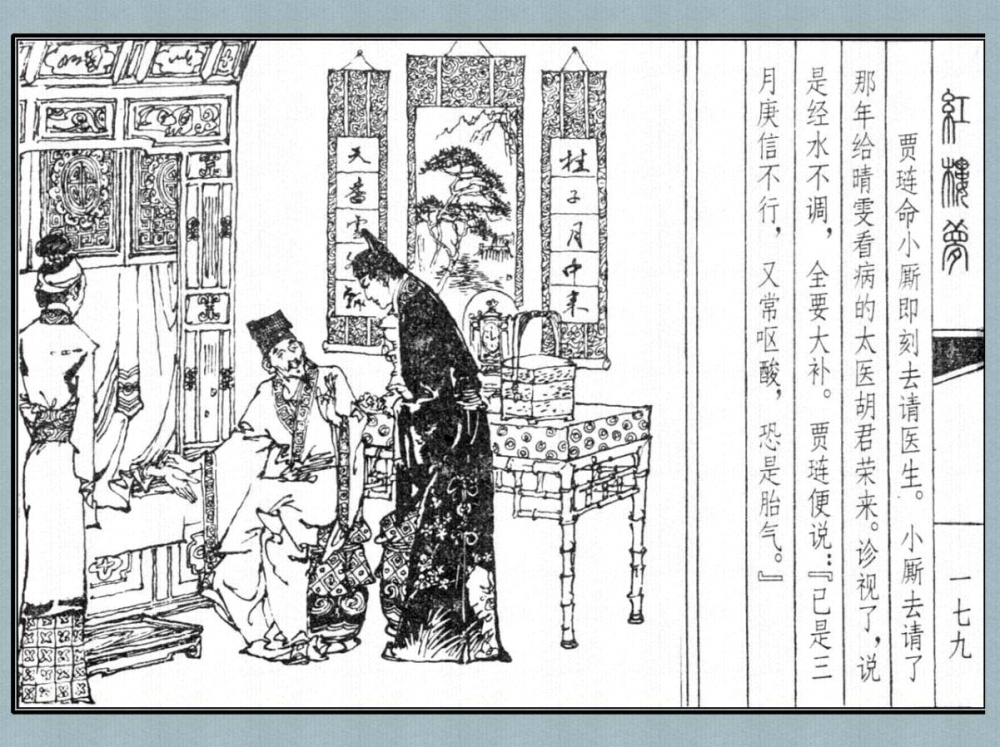 紅樓夢
一七九
贾琏命小厮即刻去请医生。小厮去请了
那年给晴雯看病的太医胡君荣来。诊视了，说
是经水不调，全要大补。贾琏便说：『已是三
月庚信不行，又常呕酸，恐是胎气。』
桂子月中来
天香雲